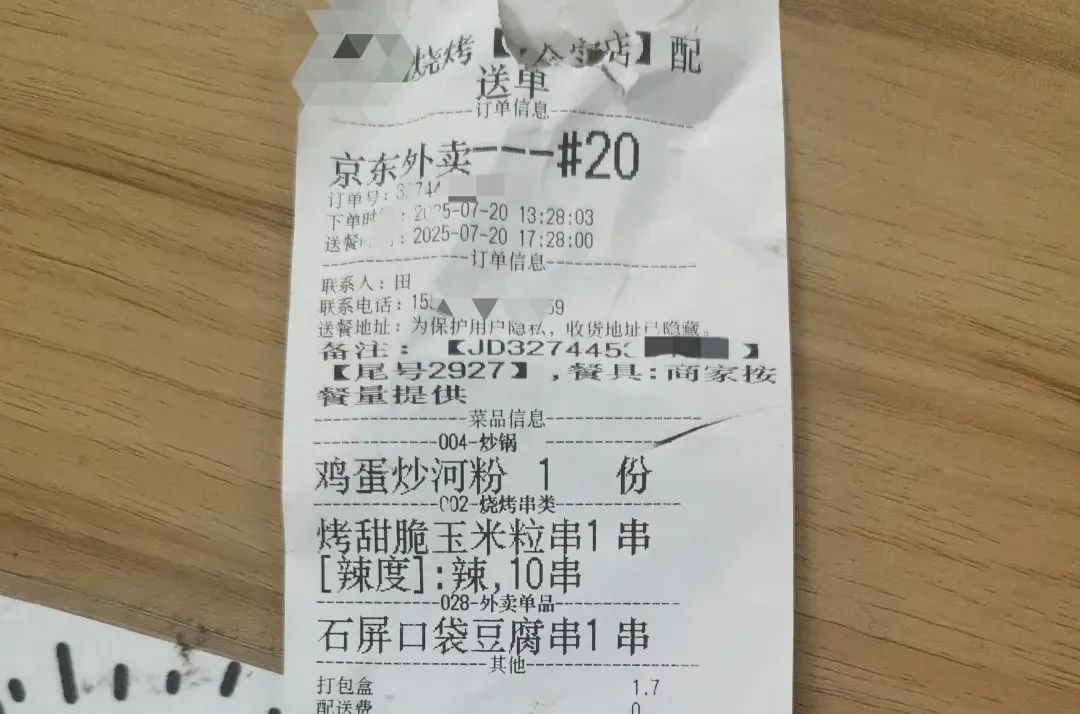 烧烤【 金宝店】配
送单
订单信息
京东外卖---#20
订单号：32744
下单时 ：2025-07-20 13:28:03
送餐 ：2025-07-20 17:28:00
订单信息
联系人：田
联系电话：15 59
送餐地址：为保护用户隐私，收货地址已隐藏。
备注：【JD3274453 】
【尾号2927】,餐具:商家按
餐量提供
菜品信息
004-炒锅
鸡蛋炒河粉 1 份
002-烧烤串类
烤甜脆玉米粒串1 串
[辣度]:辣,10串
028-外卖单品
石屏口袋豆腐串1 串
其他
打包盒 1.7
配送费 0